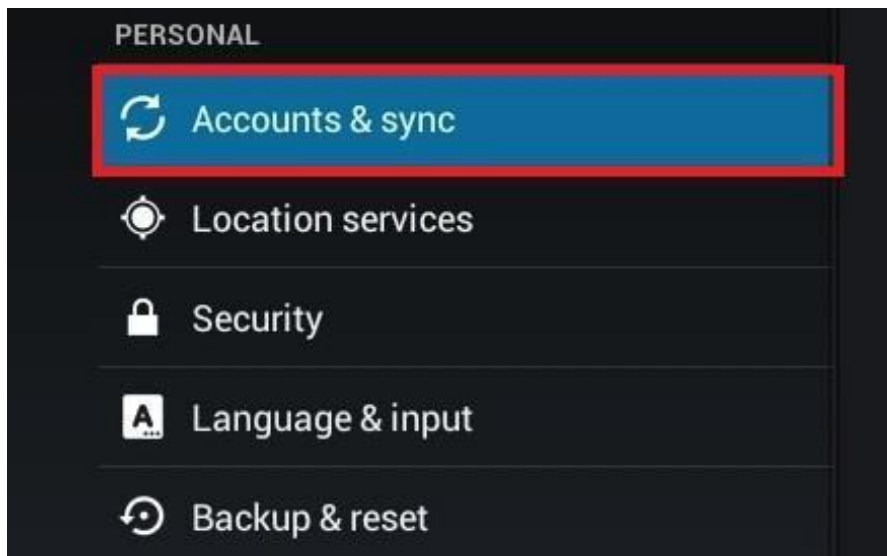 PERSONAL
Accounts & sync
Location services
Security
Language & input
Backup & reset